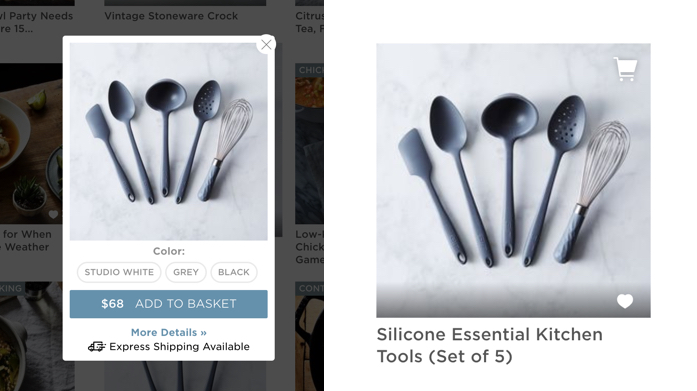 yl Party Needs
re 15...
Vintage Stoneware Crock
Citrus
Tea, F
CHIC
for When
Weather
Low-
Chick
Game
KING
CONT
Color:
STUDIO WHITE
GREY
BLACK
$68 ADD TO BASKET
More Details »
Express Shipping Available
Silicone Essential Kitchen
Tools (Set of 5)